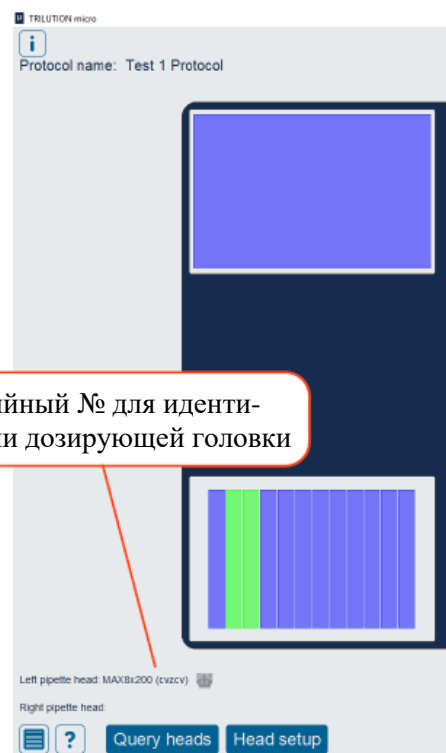 TRILUTION micro
i
Protocol name: Test 1 Protocol
йный № для иденти-
и дозирующей головки
Left pipette head: MAX8x200 (cvzcv)
Right pipette head:
? Query heads Head setup